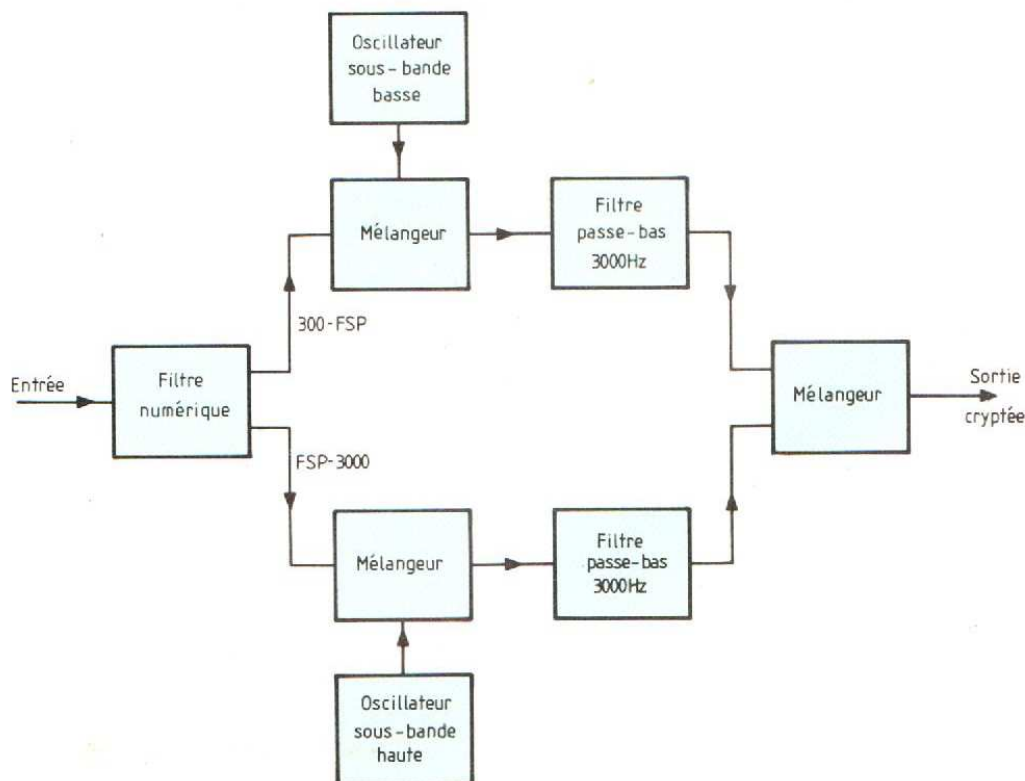 Oscillateur
sous-bande
basse
Mélangeur
Filtre
passe-bas
3000Hz
300-FSP
Entrée
Filtre
numérique
Mélangeur
Sortie
cryptée
FSP-3000
Mélangeur
Filtre
passe-bas
3000Hz
Oscillateur
sous-bande
haute